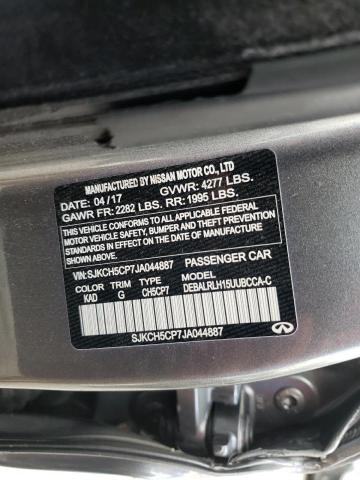 MANUFACTURED BY NISSAN MOTOR CO., LTD
DATE: 04/17 GVWR: 4277 LBS.
GAWR FR: 2282 LBS. RR: 1995 LBS.
THIS VEHICLE CONFORMS TO ALL APPLICABLE FEDERAL
MOTOR VEHICLE SAFETY, BUMPER, AND THEFT PREVENTION
STANDARDS IN EFFECT ON THE DATE OF
MANUFACTURE SHOWN ABOVE.
VIN: SJKCH5CP7JA044887 PASSENGER CAR
COLOR TRIM TYPE MODEL
KAD G CH5CP7 DEBALRLH15UUBCCA-C
SJKCH5CP7JA044887
INFINITI